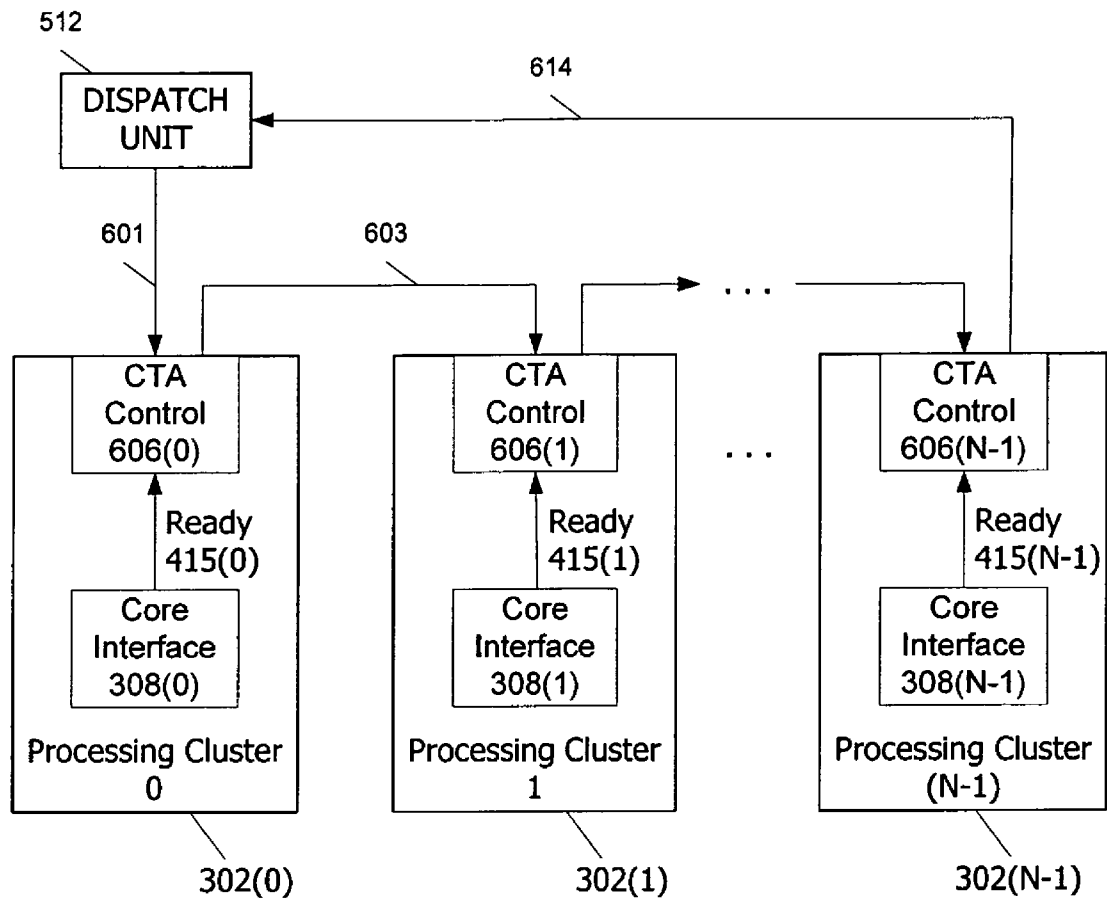 512
DISPATCH
UNIT
614
601
603
. . .
CTA
Control
606(0)
CTA
Control
606(1)
CTA
Control
606(N-1)
. . .
Ready
415(0)
Ready
415(1)
Ready
415(N-1)
Core
Interface
308(0)
Core
Interface
308(1)
Core
Interface
308(N-1)
Processing Cluster
0
Processing Cluster
1
Processing Cluster
(N-1)
302(0)
302(1)
302(N-1)